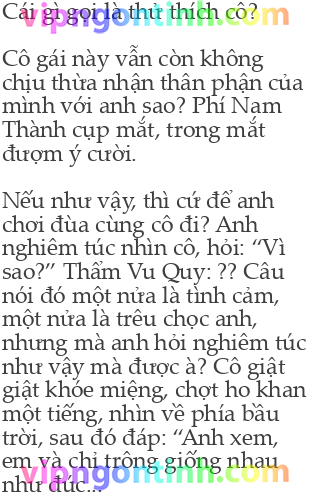 Cái gì gọi là thử thích cô?
vipngontinh.com
Cô gái này vẫn còn không
chịu thừa nhận thân phận của
mình với anh sao? Phí Nam
Thành cụp mắt, trong mắt
đượm ý cười.
Nếu như vậy, thì cứ để anh
chơi đùa cùng cô đi? Anh
nghiêm túc nhìn cô, hỏi: “Vì
sao?” Thẩm Vu Quy: ?? Câu
nói đó một nửa là tình cảm,
một nửa là trêu chọc anh,
nhưng mà anh hỏi nghiêm túc
như vậy mà được à? Cô giật
giật khóe miệng, chợt ho khan
một tiếng, nhìn về phía bầu
trời, sau đó đáp: “Anh xem,
em và chị trông giống nhau
vipngontinh.com
như đúc...